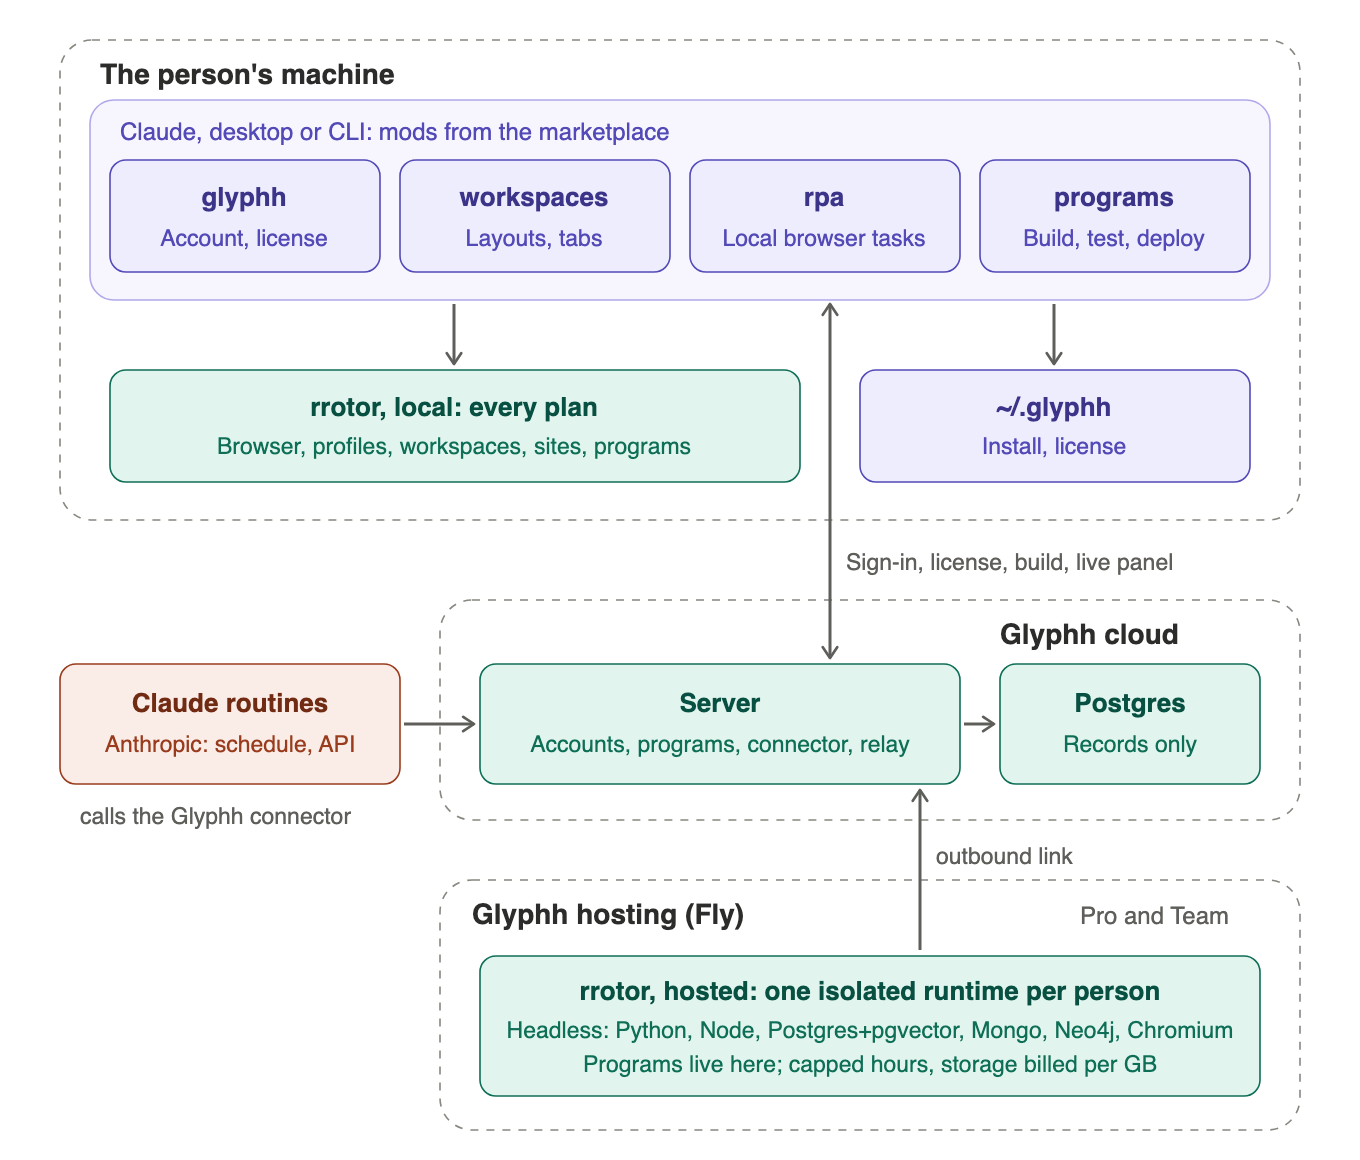 The person's machine
Claude, desktop or CLI: mods from the marketplace
glyphh
Account, license
workspaces
Layouts, tabs
rpa
Local browser tasks
programs
Build, test, deploy
rrotor, local: every plan
Browser, profiles, workspaces, sites, programs
~/.glyphh
Install, license
Sign-in, license, build, live panel
Glyphh cloud
Claude routines
Anthropic: schedule, API
Server
Accounts, programs, connector, relay
Postgres
Records only
calls the Glyphh connector
outbound link
Glyphh hosting (Fly)
Pro and Team
rrotor, hosted: one isolated runtime per person
Headless: Python, Node, Postgres+pgvector, Mongo, Neo4j, Chromium
Programs live here; capped hours, storage billed per GB